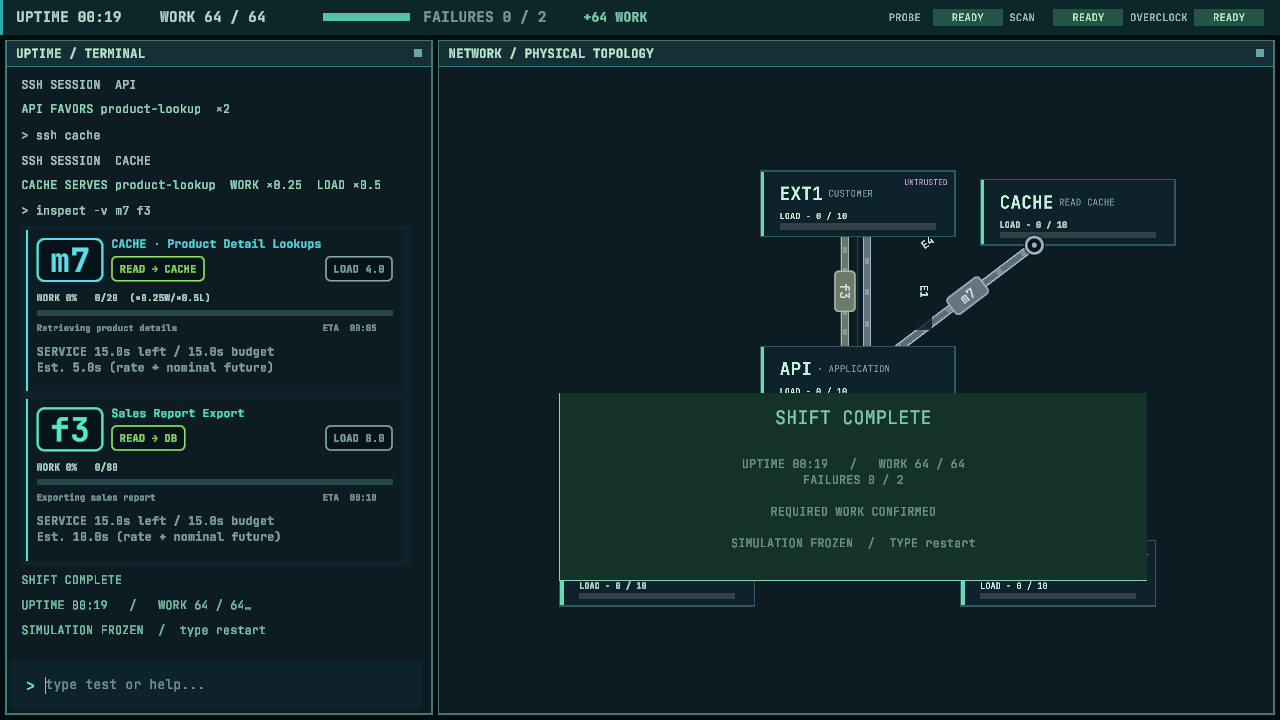 UPTIME 00:19 WORK 64 / 64 FAILURES 0 / 2 +64 WORK PROBE READY SCAN READY OVERCLOCK READY
UPTIME / TERMINAL
SSH SESSION API
API FAVORS product-lookup ×2
> ssh cache
SSH SESSION CACHE
CACHE SERVES product-lookup WORK ×0.25 LOAD ×0.5
> inspect -v m7 f3
m7
CACHE · Product Detail Lookups
READ → CACHE
LOAD 4.0
WORK 0% 0/20 (×0.25W/×0.5L)
Retrieving product details ETA 00:05
SERVICE 15.0s left / 15.0s budget
Est. 5.0s (rate + nominal future)
f3
Sales Report Export
READ → DB
LOAD 8.0
WORK 0% 0/80
Exporting sales report ETA 00:10
SERVICE 15.0s left / 15.0s budget
Est. 10.0s (rate + nominal future)
SHIFT COMPLETE
UPTIME 00:19 / WORK 64 / 64…
SIMULATION FROZEN / type restart
> type test or help...
NETWORK / PHYSICAL TOPOLOGY
UNTRUSTED
EXT1 CUSTOMER
LOAD - 0 / 10
CACHE READ CACHE
LOAD - 0 / 10
E4
E1
f3
m7
API · APPLICATION
LOAD - 0 / 10
SHIFT COMPLETE
UPTIME 00:19 / WORK 64 / 64
FAILURES 0 / 2
REQUIRED WORK CONFIRMED
SIMULATION FROZEN / TYPE restart
LOAD - 0 / 10
LOAD - 0 / 10